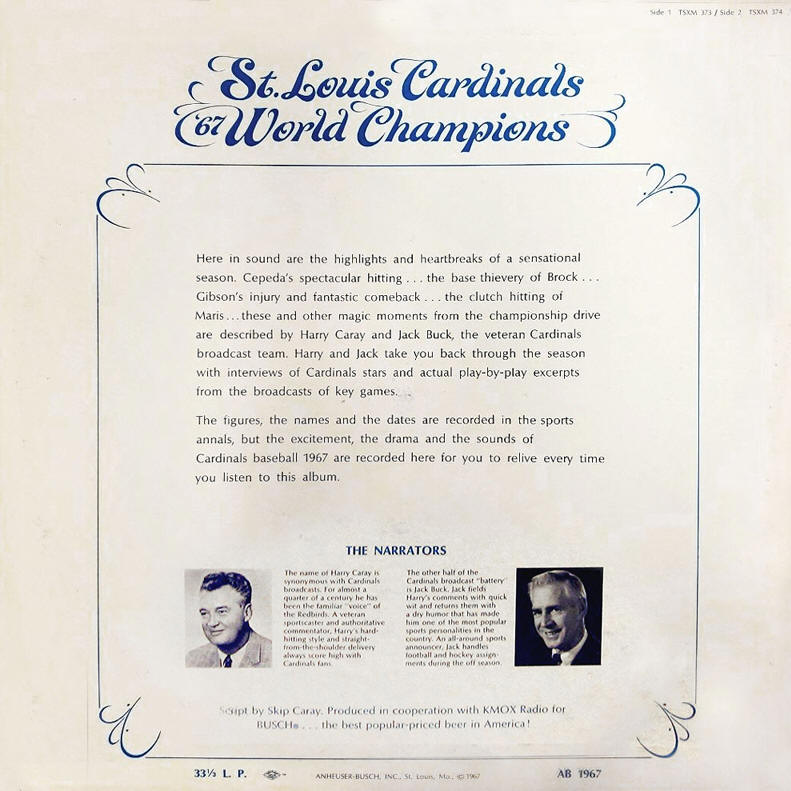 Side 1 TSXM 373 / Side 2 TSXM 374
St. Louis Cardinals
'67 World Champions
Here in sound are the highlights and heartbreaks of a sensational
season. Cepeda's spectacular hitting . . . the base thievery of Brock . . .
Gibson's injury and fantastic comeback . . . the clutch hitting of
Maris . . . these and other magic moments from the championship drive
are described by Harry Caray and Jack Buck, the veteran Cardinals
broadcast team. Harry and Jack take you back through the season
with interviews of Cardinals stars and actual play-by-play excerpts
from the broadcasts of key games.
The figures, the names and the dates are recorded in the sports
annals, but the excitement, the drama and the sounds of
Cardinals baseball 1967 are recorded here for you to relive every time
you listen to this album.
THE NARRATORS
The name of Harry Caray is
synonymous with Cardinals
broadcasts. For almost a
quarter of a century he has
been the familiar "voice" of
the Redbirds. A veteran
sportscaster and authoritative
commentator, Harry's hard-
hitting style and straight-
from-the-shoulder delivery
always score high with
Cardinals fans.
The other half of the
Cardinals broadcast "battery"
is Jack Buck. Jack fields
Harry's comments with quick
wit and returns them with
a dry humor that has made
him one of the most popular
sports personalities in the
country. An all-around sports
announcer, Jack handles
football and hockey assign-
ments during the off season.
Script by Skip Caray. Produced in cooperation with KMOX Radio for
BUSCH® . . . the best popular-priced beer in America!
33⅓ L. P.
ANHEUSER-BUSCH, INC., St. Louis, Mo., © 1967
AB 1967